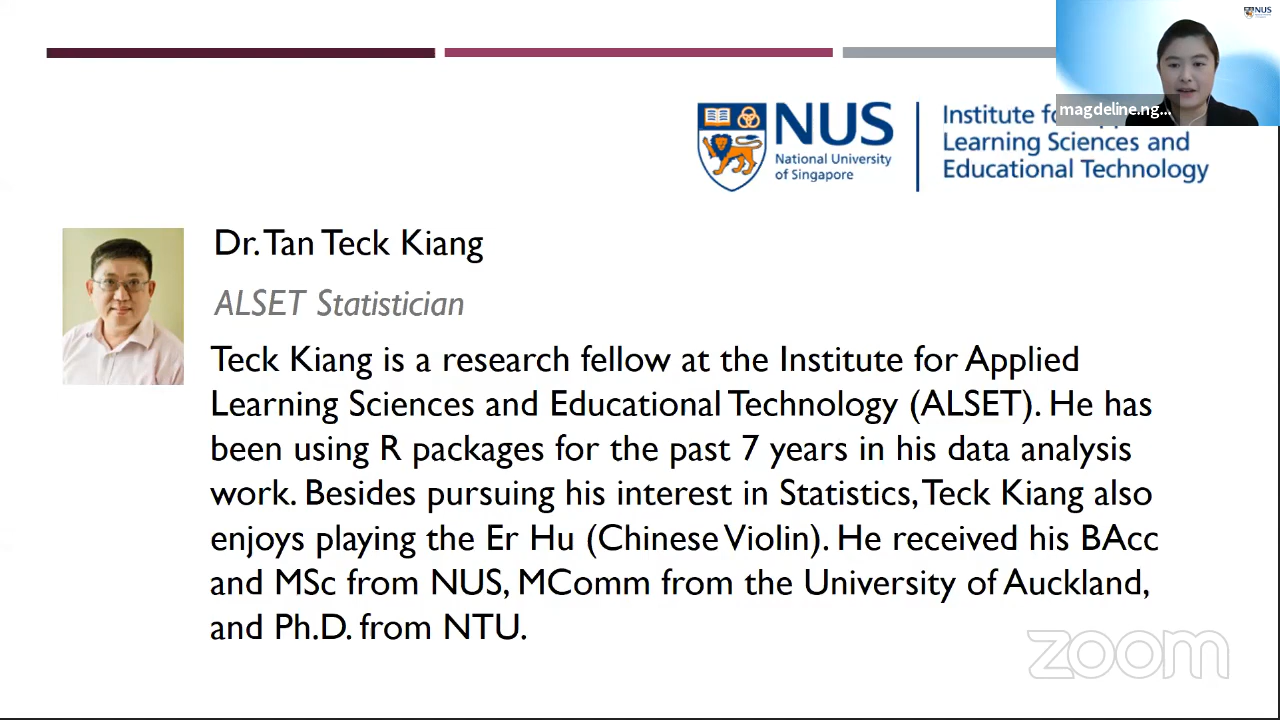 NUS
magdeline.ng...
NUS
National University
of Singapore
Institute for
Learning Sciences and
Educational Technology
Dr. Tan Teck Kiang
ALSET Statistician
Teck Kiang is a research fellow at the Institute for Applied
Learning Sciences and Educational Technology (ALSET). He has
been using R packages for the past 7 years in his data analysis
work. Besides pursuing his interest in Statistics, Teck Kiang also
enjoys playing the Er Hu (Chinese Violin). He received his BAcc
and MSc from NUS, MComm from the University of Auckland,
and Ph.D. from NTU.
zoom